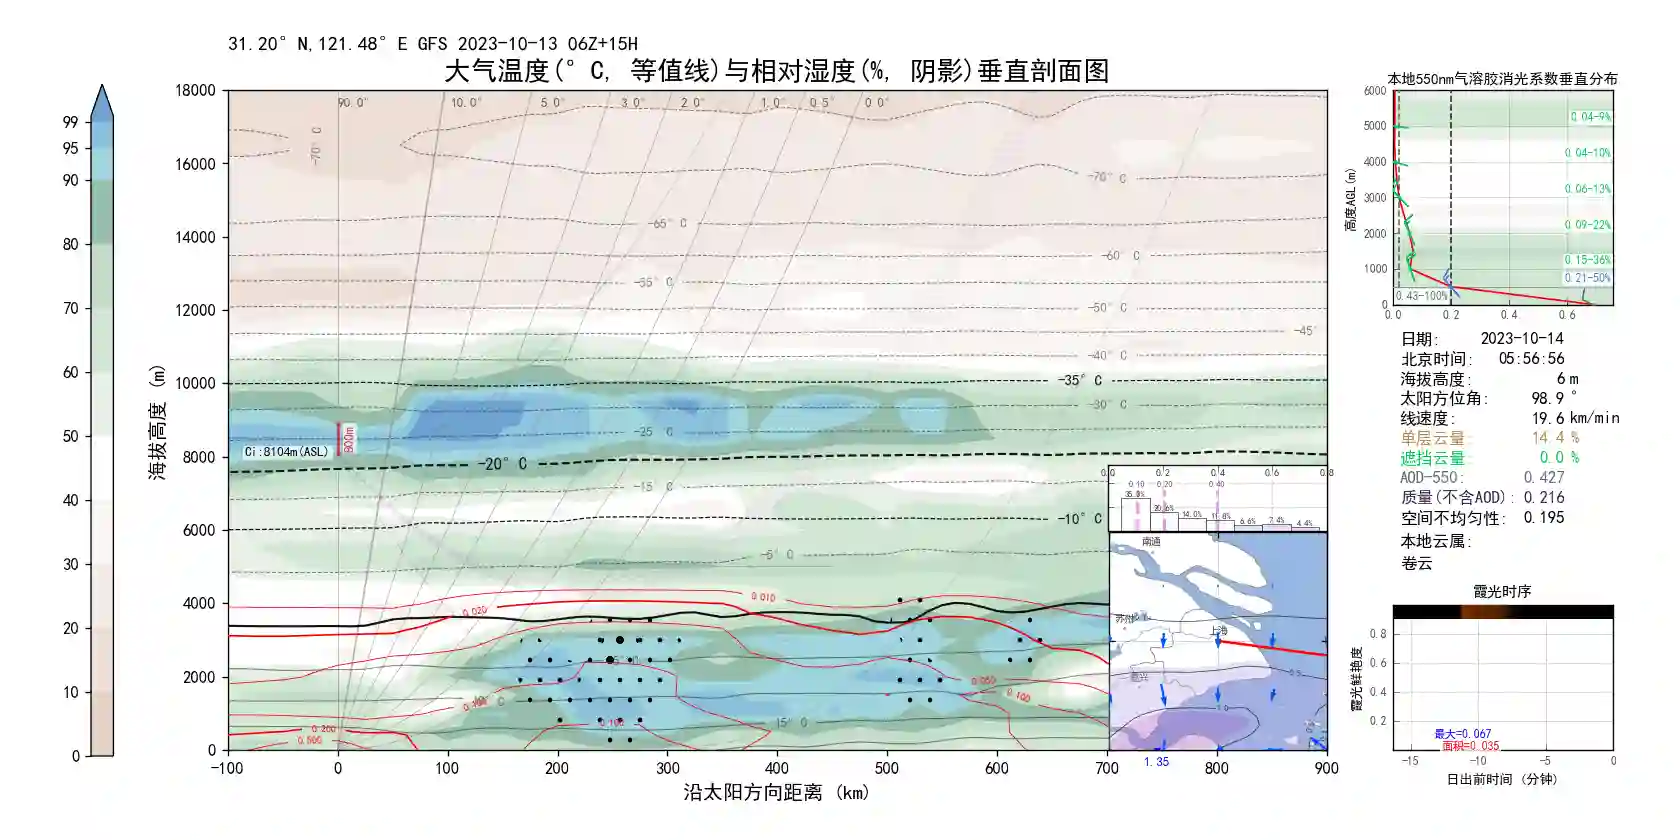 31.20° N,121.48° E GFS 2023-10-13 06Z+15H
大气温度(° C, 等值线)与相对湿度(%, 阴影)垂直剖面图
99
95
90
80
70
60
50
40
30
20
10
0
海拔高度 (m)
18000
16000
14000
12000
10000
8000
6000
4000
2000
0
90.0° 10.0° 5.0° 3.0° 2.0° 1.0° 0.5° 0.0°
-70° C
-70° C
-65° C
-60° C
-55° C
-50° C
-45°
-40° C
-35° C
-30° C
-25° C
Ci:8104m(ASL)
800m
-20° C
-15° C
-10° C
-5° C
0.010
0.020
0.050
0.100
0.100
0.100
15° C
0.200
0.500
-100 0 100 200 300 400 500 600 700 800 900
沿太阳方向距离 (km)
0.0 0.2 0.4 0.6 0.8
0.10 0.20 0.40
14.0%
6.6%
7.4%
4.4%
南通
苏州
上海
嘉兴
0.5
1.0
1.35
本地550nm气溶胶消光系数垂直分布
高度AGL(m)
6000
5000
4000
3000
2000
1000
0
0.04-9%
0.04-10%
0.06-13%
0.09-22%
0.15-36%
0.21-50%
0.43-100%
0.0 0.2 0.4 0.6
日期: 2023-10-14
北京时间: 05:56:56
海拔高度: 6 m
太阳方位角: 98.9 °
线速度: 19.6 km/min
单层云量: 14.4 %
遮挡云量: 0.0 %
AOD-550: 0.427
质量(不含AOD): 0.216
空间不均匀性: 0.195
本地云属:
卷云
霞光时序
霞光鲜艳度
0.8
0.6
0.4
0.2
最大=0.067
面积=0.035
-15 -10 -5 0
日出前时间 (分钟)